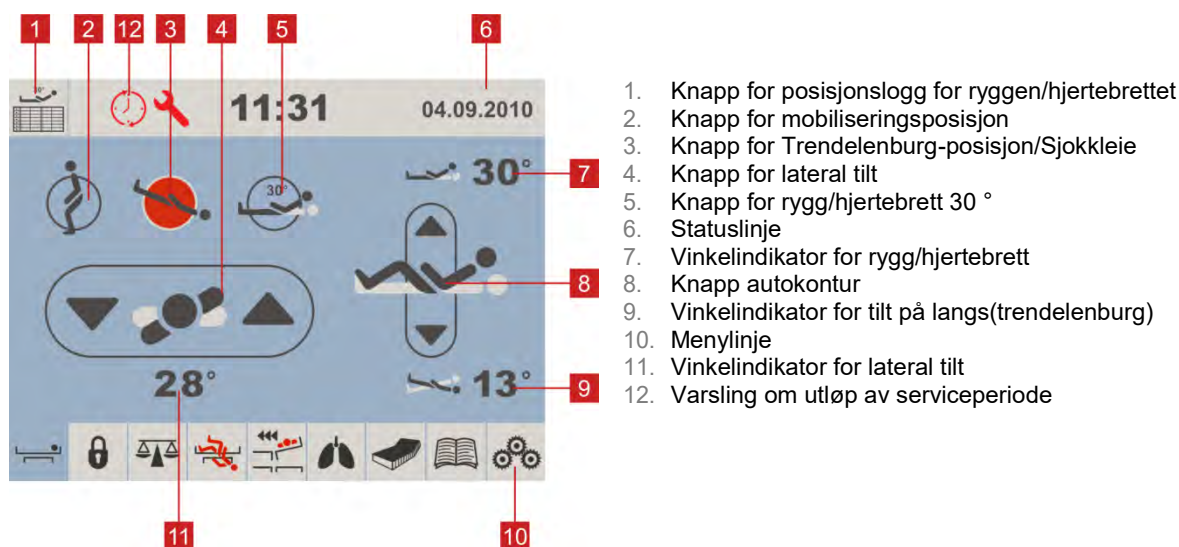 1 2 12 3 4 5 6
30°
11:31 04.09.2010
30°
30° 7
8
28° 13° 9
11 10
1. Knapp for posisjonslogg for ryggen/hjertebrettet
2. Knapp for mobiliseringsposisjon
3. Knapp for Trendelenburg-posisjon/Sjokkleie
4. Knapp for lateral tilt
5. Knapp for rygg/hjertebrett 30 °
6. Statuslinje
7. Vinkelindikator for rygg/hjertebrett
8. Knapp autokontur
9. Vinkelindikator for tilt på langs(trendelenburg)
10. Menylinje
11. Vinkelindikator for lateral tilt
12. Varsling om utløp av serviceperiode